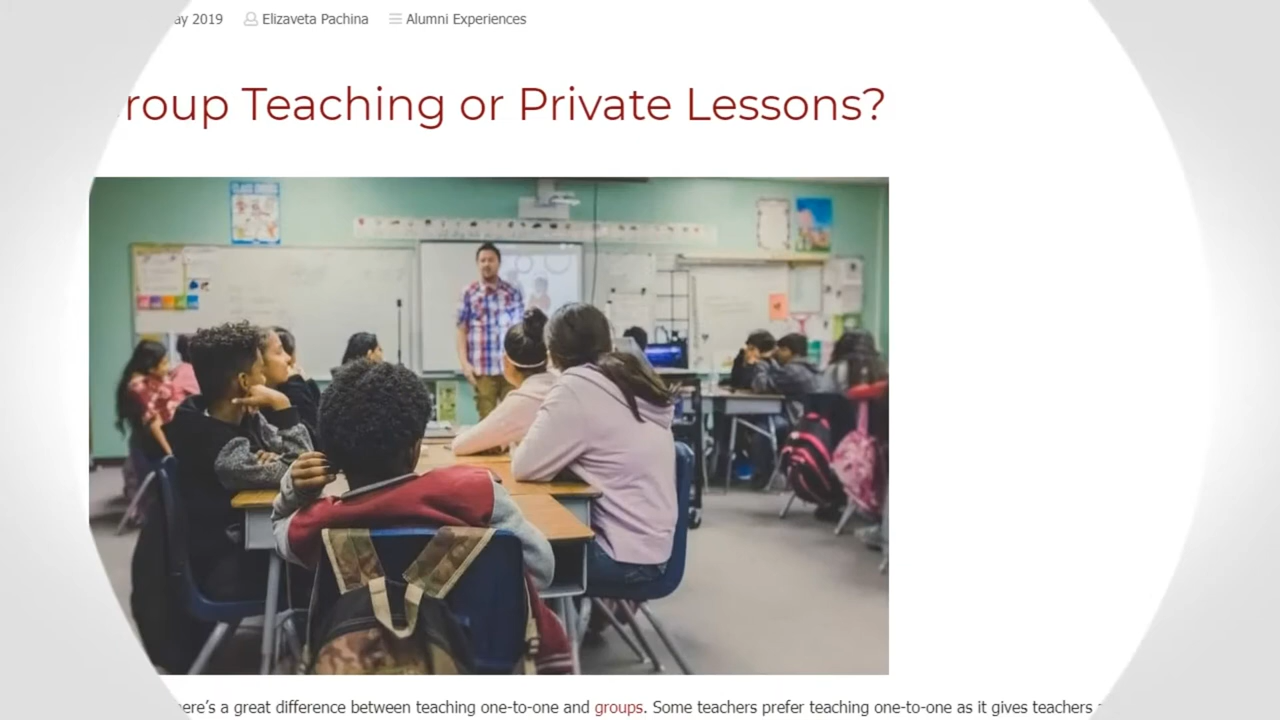 2019 Elizaveta Pachina Alumni Experiences
roup Teaching or Private Lessons?
CLASS
ere's a great difference between teaching one-to-one and groups. Some teachers prefer teaching one-to-one as it gives teachers